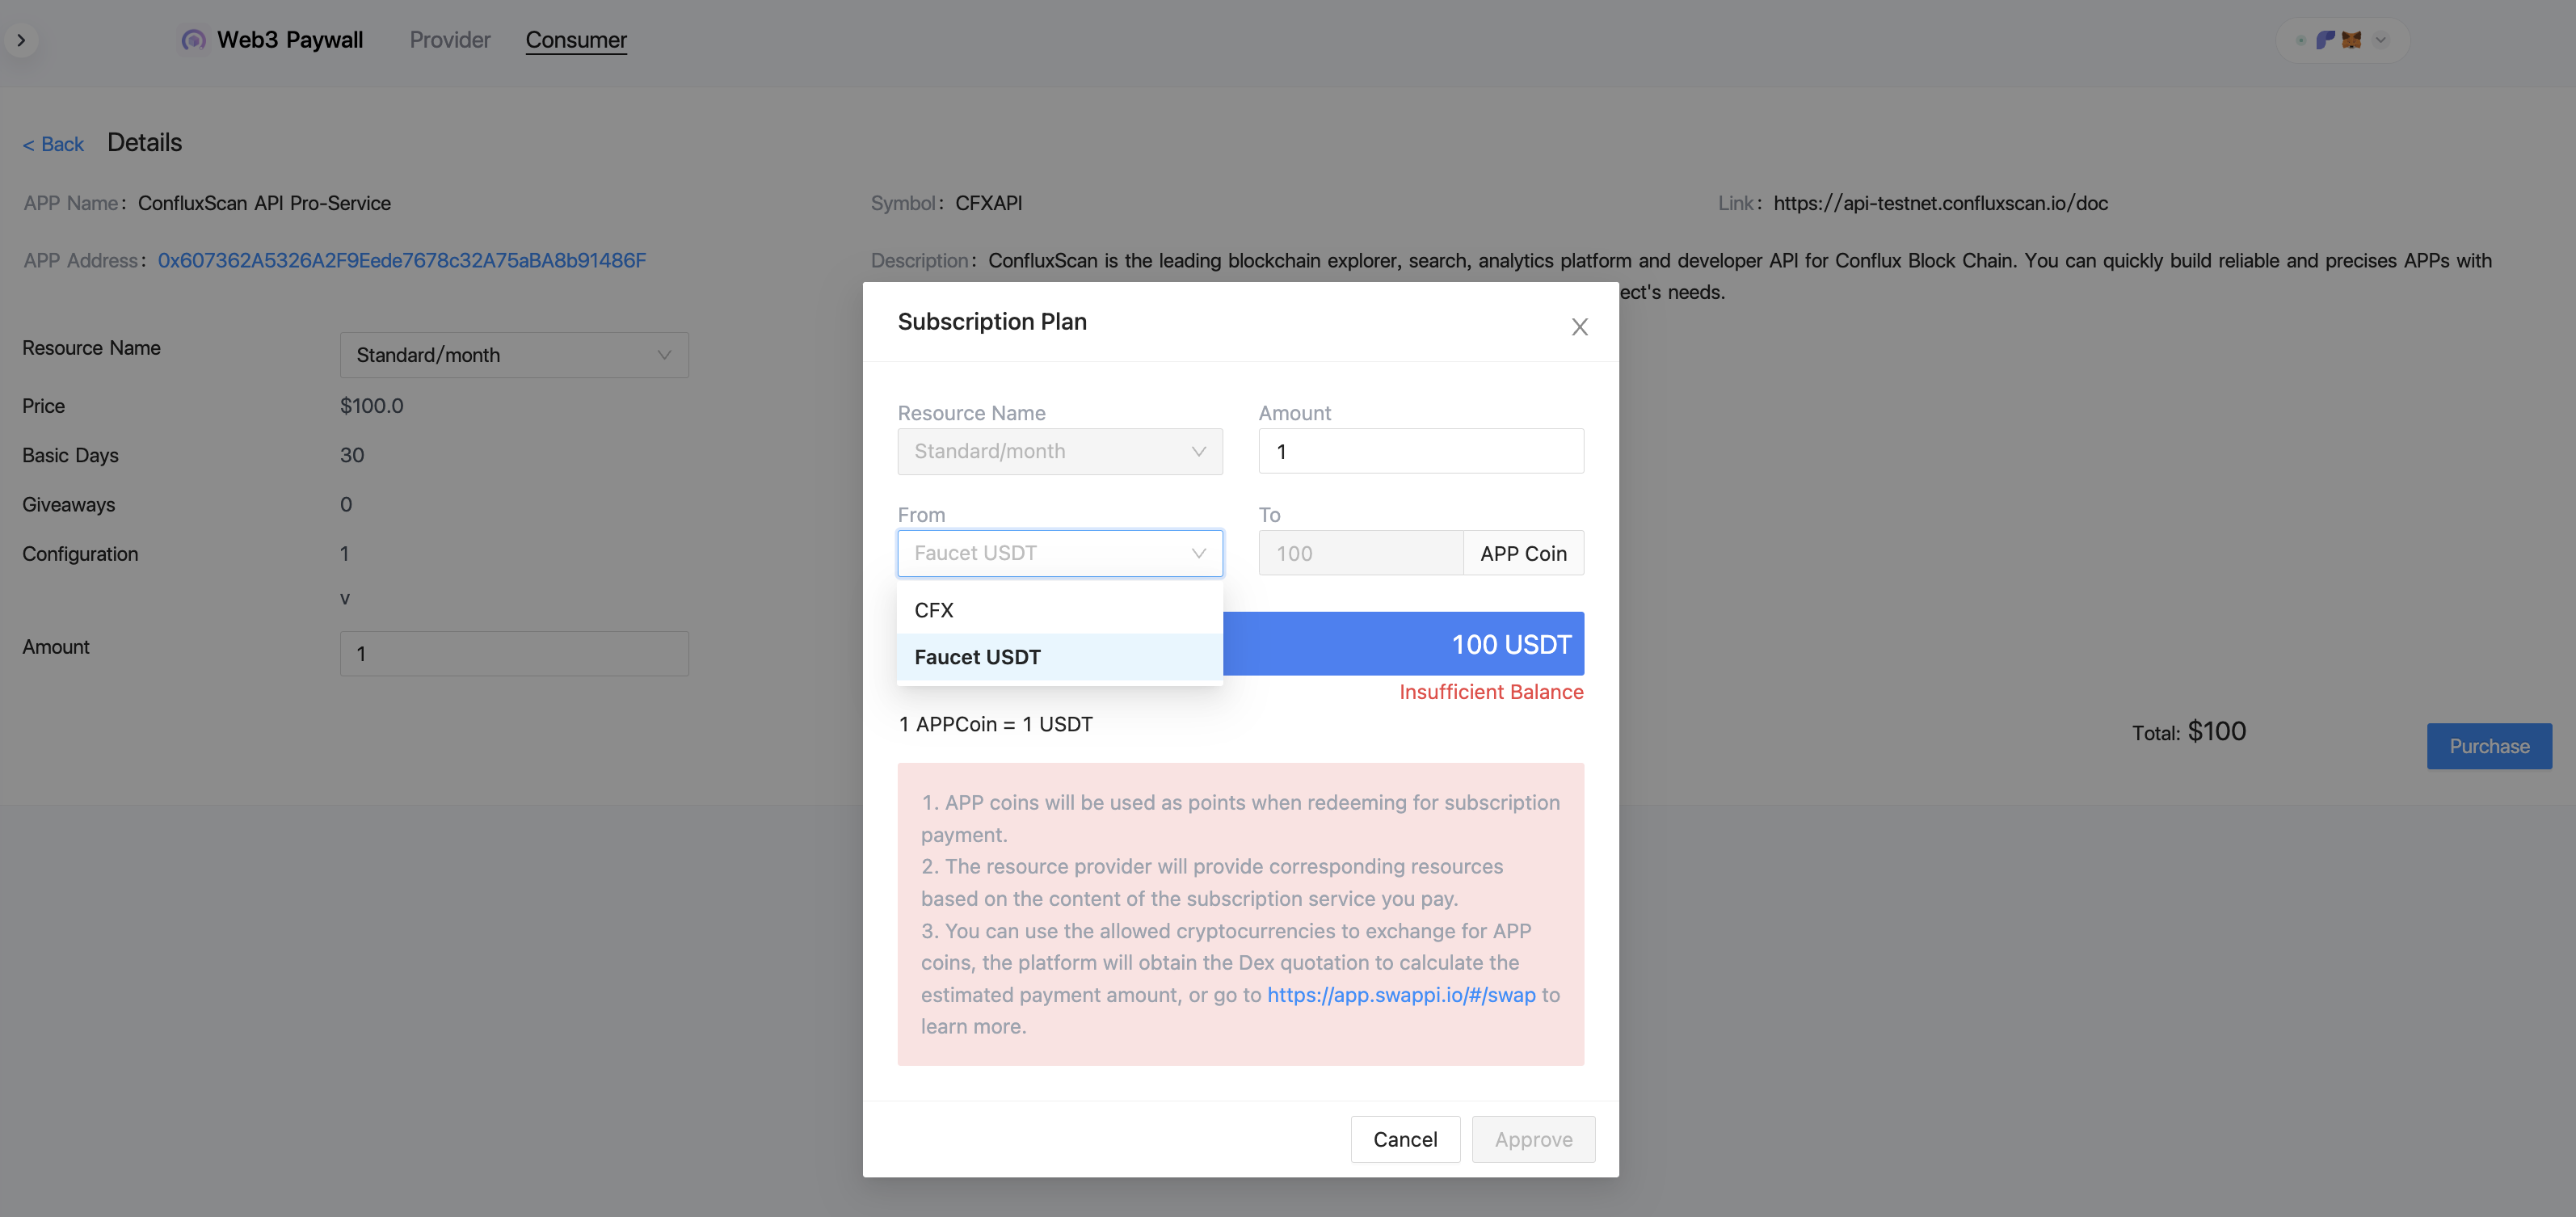 Web3 Paywall Provider Consumer
< Back Details
APP Name: ConfluxScan API Pro-Service Symbol: CFXAPI Link: https://api-testnet.confluxscan.io/doc
APP Address: 0x607362A5326A2F9Eede7678c32A75aBA8b91486F Description: ConfluxScan is the leading blockchain explorer, search, analytics platform and developer API for Conflux Block Chain. You can quickly build reliable and precises APPs with
ect's needs.
Resource Name Standard/month
Price $100.0
Basic Days 30
Giveaways 0
Configuration 1
v
Amount 1
Total: $100 Purchase
Subscription Plan
Resource Name Amount
Standard/month 1
From To
Faucet USDT 100 APP Coin
CFX
Faucet USDT
100 USDT
Insufficient Balance
1 APPCoin = 1 USDT
1. APP coins will be used as points when redeeming for subscription
payment.
2. The resource provider will provide corresponding resources
based on the content of the subscription service you pay.
3. You can use the allowed cryptocurrencies to exchange for APP
coins, the platform will obtain the Dex quotation to calculate the
estimated payment amount, or go to https://app.swappi.io/#/swap to
learn more.
Cancel Approve